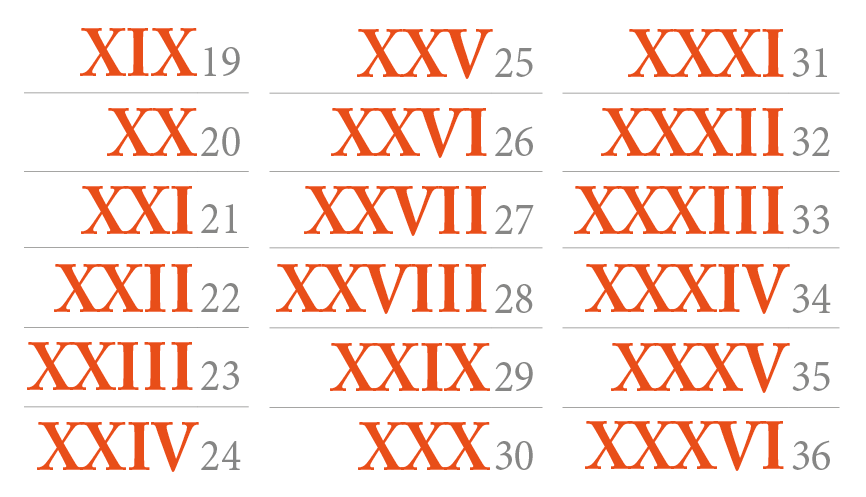 XIX 19
XX 20
XXI 21
XXII 22
XXIII 23
XXIV 24
XXV 25
XXVI 26
XXVII 27
XXVIII 28
XXIX 29
XXX 30
XXXI 31
XXXII 32
XXXIII 33
XXXIV 34
XXXV 35
XXXVI 36